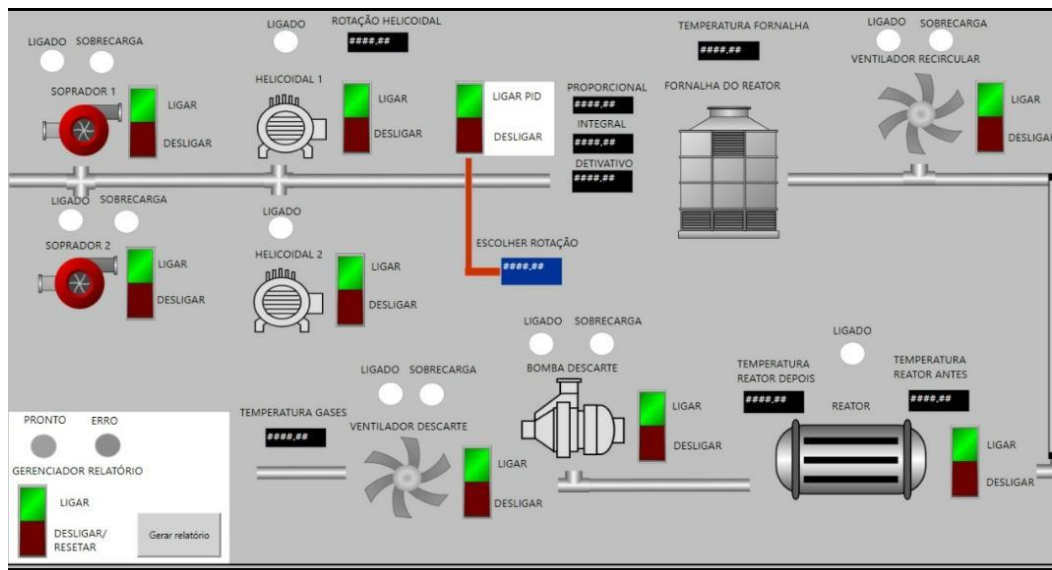 LIGADO
ROTAÇÃO HELICOIDAL
####,##
TEMPERATURA FORNALHA
####,##
LIGADO SOBRECARGA
VENTILADOR RECIRCULAR
LIGAR
DESLIGAR
LIGADO SOBRECARGA
SOPRADOR 1
LIGAR
DESLIGAR
HELICOIDAL 1
LIGAR
DESLIGAR
LIGAR PID
DESLIGAR
PROPORCIONAL
####,##
INTEGRAL
####,##
DETIVATIVO
####,##
FORNALHA DO REATOR
LIGADO SOBRECARGA
SOPRADOR 2
LIGAR
DESLIGAR
LIGADO
HELICOIDAL 2
LIGAR
DESLIGAR
ESCOLHER ROTAÇÃO
####,##
LIGADO SOBRECARGA
BOMBA DESCARTE
LIGAR
DESLIGAR
LIGADO
TEMPERATURA
REATOR DEPOIS
####,##
REATOR
TEMPERATURA
REATOR ANTES
####,##
LIGAR
DESLIGAR
LIGADO SOBRECARGA
TEMPERATURA GASES
####,##
VENTILADOR DESCARTE
LIGAR
DESLIGAR
PRONTO ERRO
GERENCIADOR RELATÓRIO
LIGAR
DESLIGAR/
RESETAR
Gerar relatório